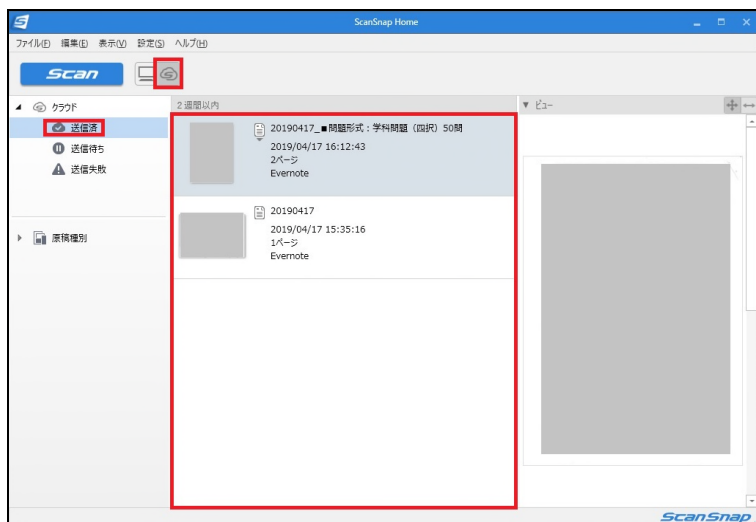 ScanSnap Home
ファイル(F) 編集(E) 表示(V) 設定(S) ヘルプ(H)
Scan
クラウド
送信済
送信待ち
送信失敗
原稿種別
2週間以内
20190417_■問題形式：学科問題（四択）50問
2019/04/17 16:12:43
2ページ
Evernote
20190417
2019/04/17 15:35:16
1ページ
Evernote
ビュー
ScanSnap